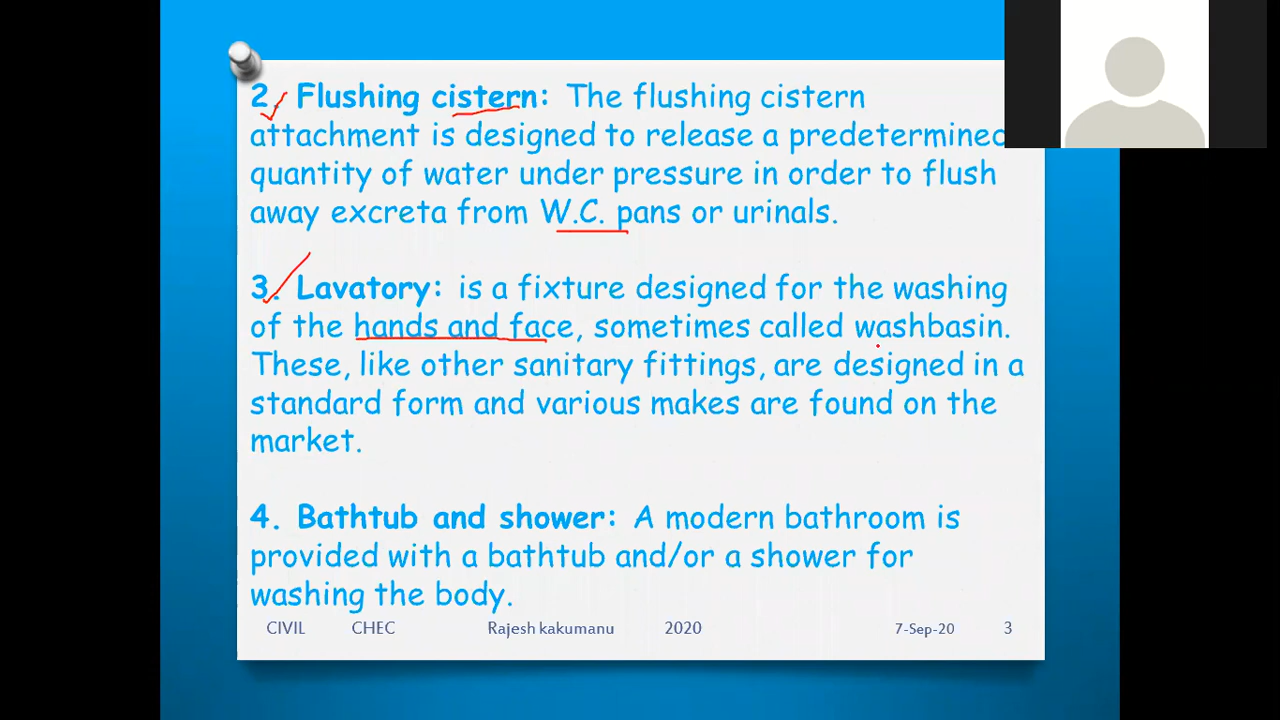 2. Flushing cistern: The flushing cistern
attachment is designed to release a predetermined
quantity of water under pressure in order to flush
away excreta from W.C. pans or urinals.
3. Lavatory: is a fixture designed for the washing
of the hands and face, sometimes called washbasin.
These, like other sanitary fittings, are designed in a
standard form and various makes are found on the
market.
4. Bathtub and shower: A modern bathroom is
provided with a bathtub and/or a shower for
washing the body.
CIVIL CHEC Rajesh kakumanu 2020 7-Sep-20 3